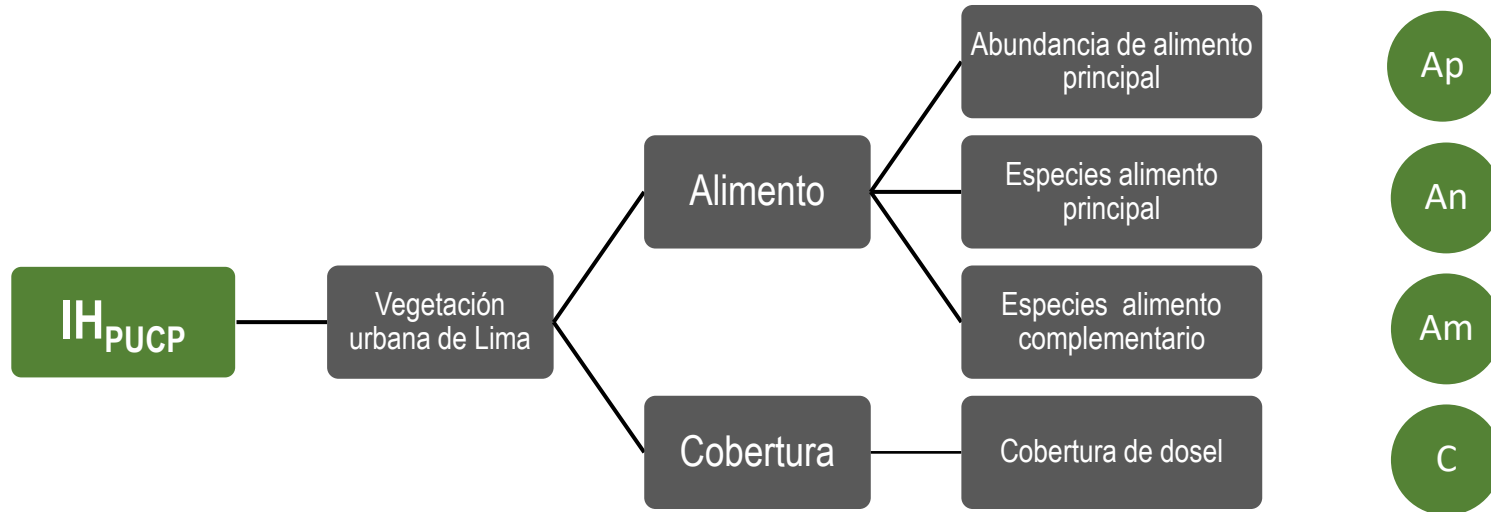 IHPUCP
Vegetación
urbana de Lima
Alimento
Cobertura
Abundancia de alimento
principal
Especies alimento
principal
Especies alimento
complementario
Cobertura de dosel
Ap
An
Am
C